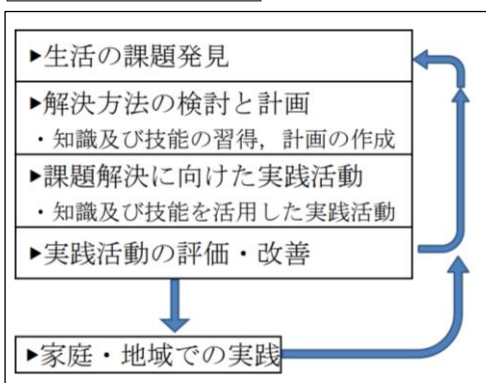 ▶生活の課題発見
▶解決方法の検討と計画
・知識及び技能の習得，計画の作成
▶課題解決に向けた実践活動
・知識及び技能を活用した実践活動
▶実践活動の評価・改善
▶家庭・地域での実践